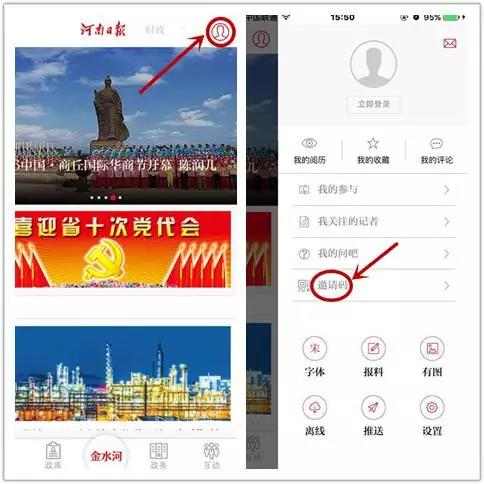 河南日报
时政
中国·商丘国际华商节开幕 陈润儿
喜迎省十次党代会
政库
金水河
政务
互动
中国联通
15:50
85%
立即登录
我的阅历
我的收藏
我的评论
我的参与
我关注的记者
我的问吧
邀请码
字体
报料
有图
离线
推送
设置
宋